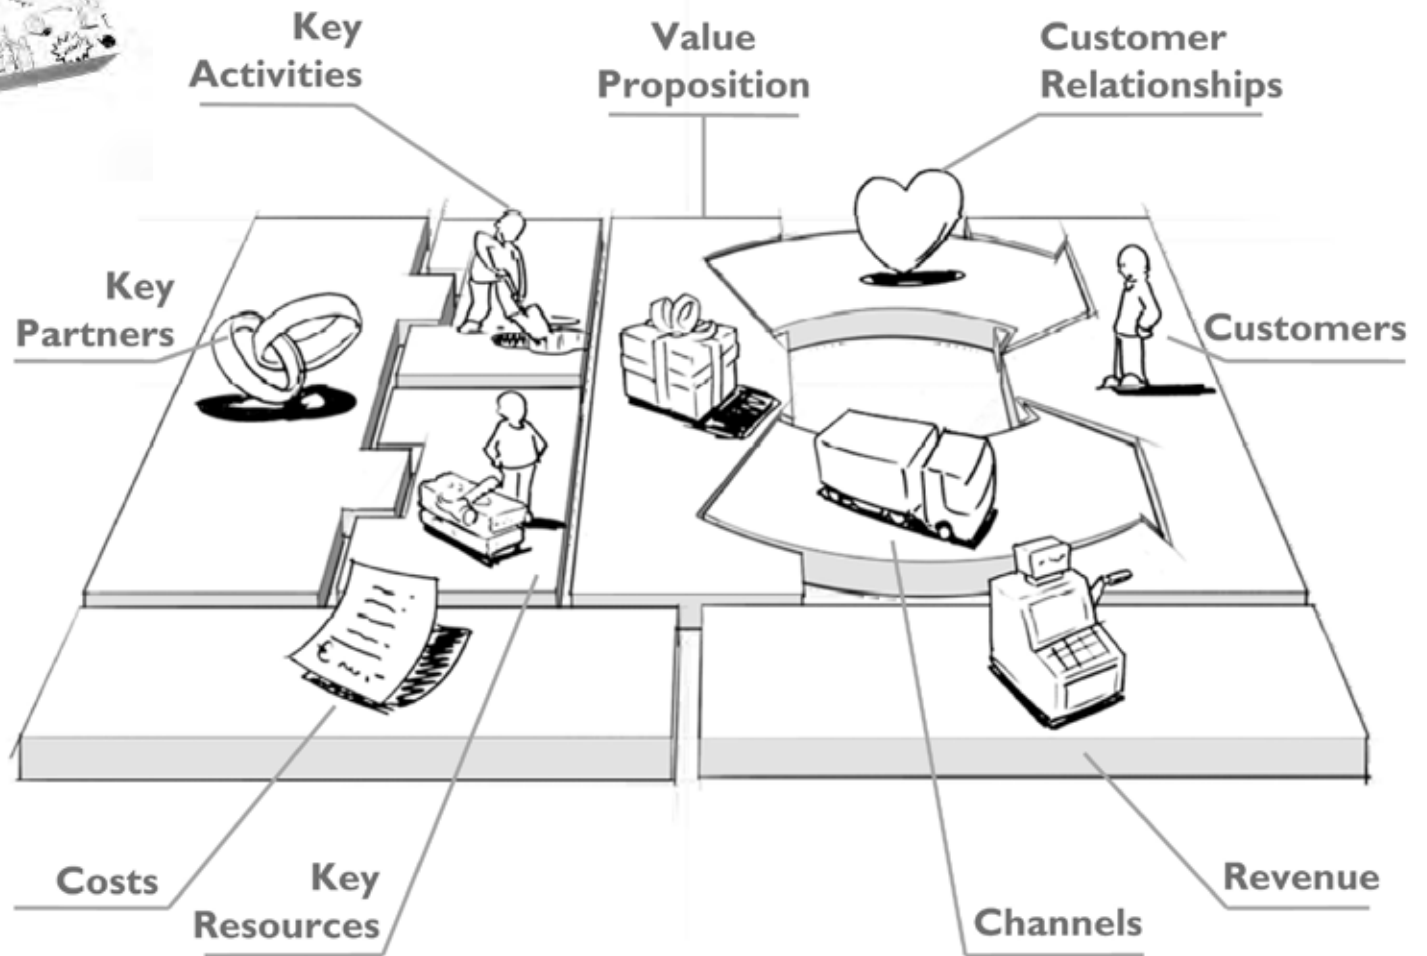 Key
Activities
Value
Proposition
Customer
Relationships
Key
Partners
Customers
€
Costs
Key
Resources
Channels
Revenue